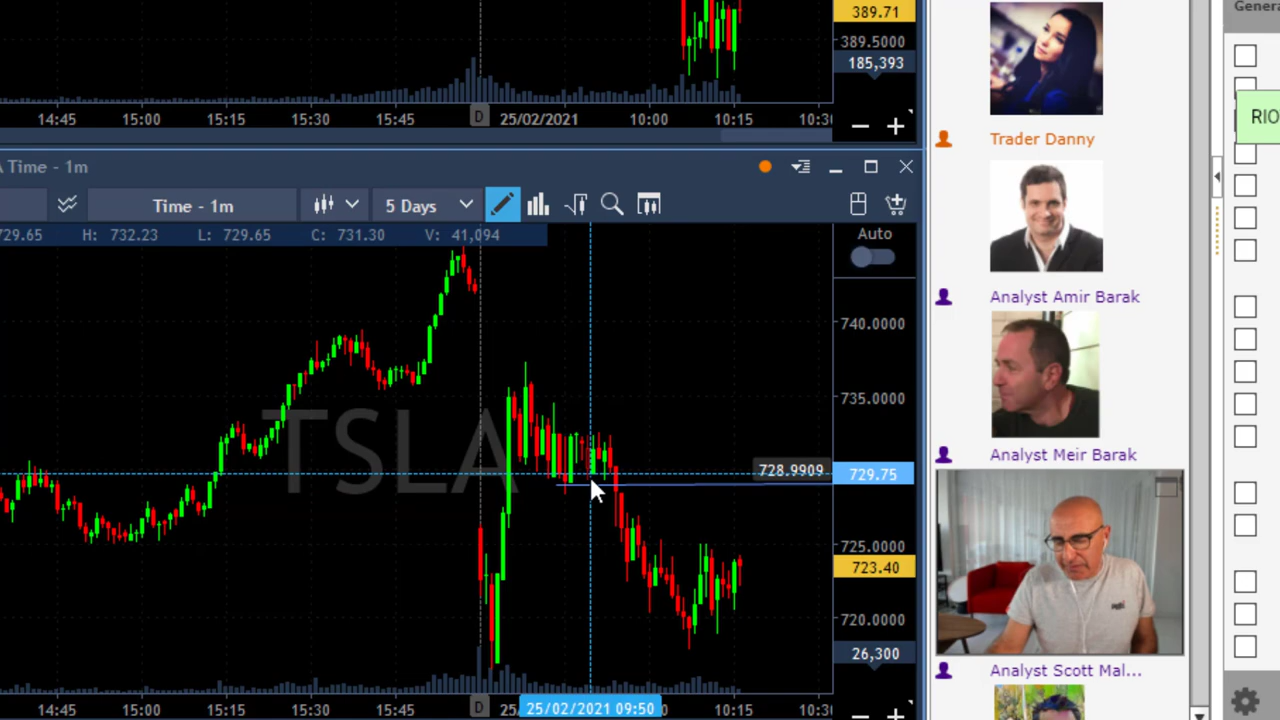 389.71
389.5000
185,393
14:45 15:00 15:15 15:30 15:45 D 25/02/2021 10:00 10:15 10:30
A Time - 1m
Time - 1m 5 Days
729.65 H: 732.23 L: 729.65 C: 731.30 V: 41,094
Auto
740.0000
735.0000
TSLA
728.9909 729.75
725.0000
723.40
720.0000
26,300
14:45 15:00 15:15 15:30 15:45 D 25/ 25/02/2021 09:50 0 10:15 10:30
Trader Danny
Analyst Amir Barak
Analyst Meir Barak
Analyst Scott Mal...
Genera
RIO